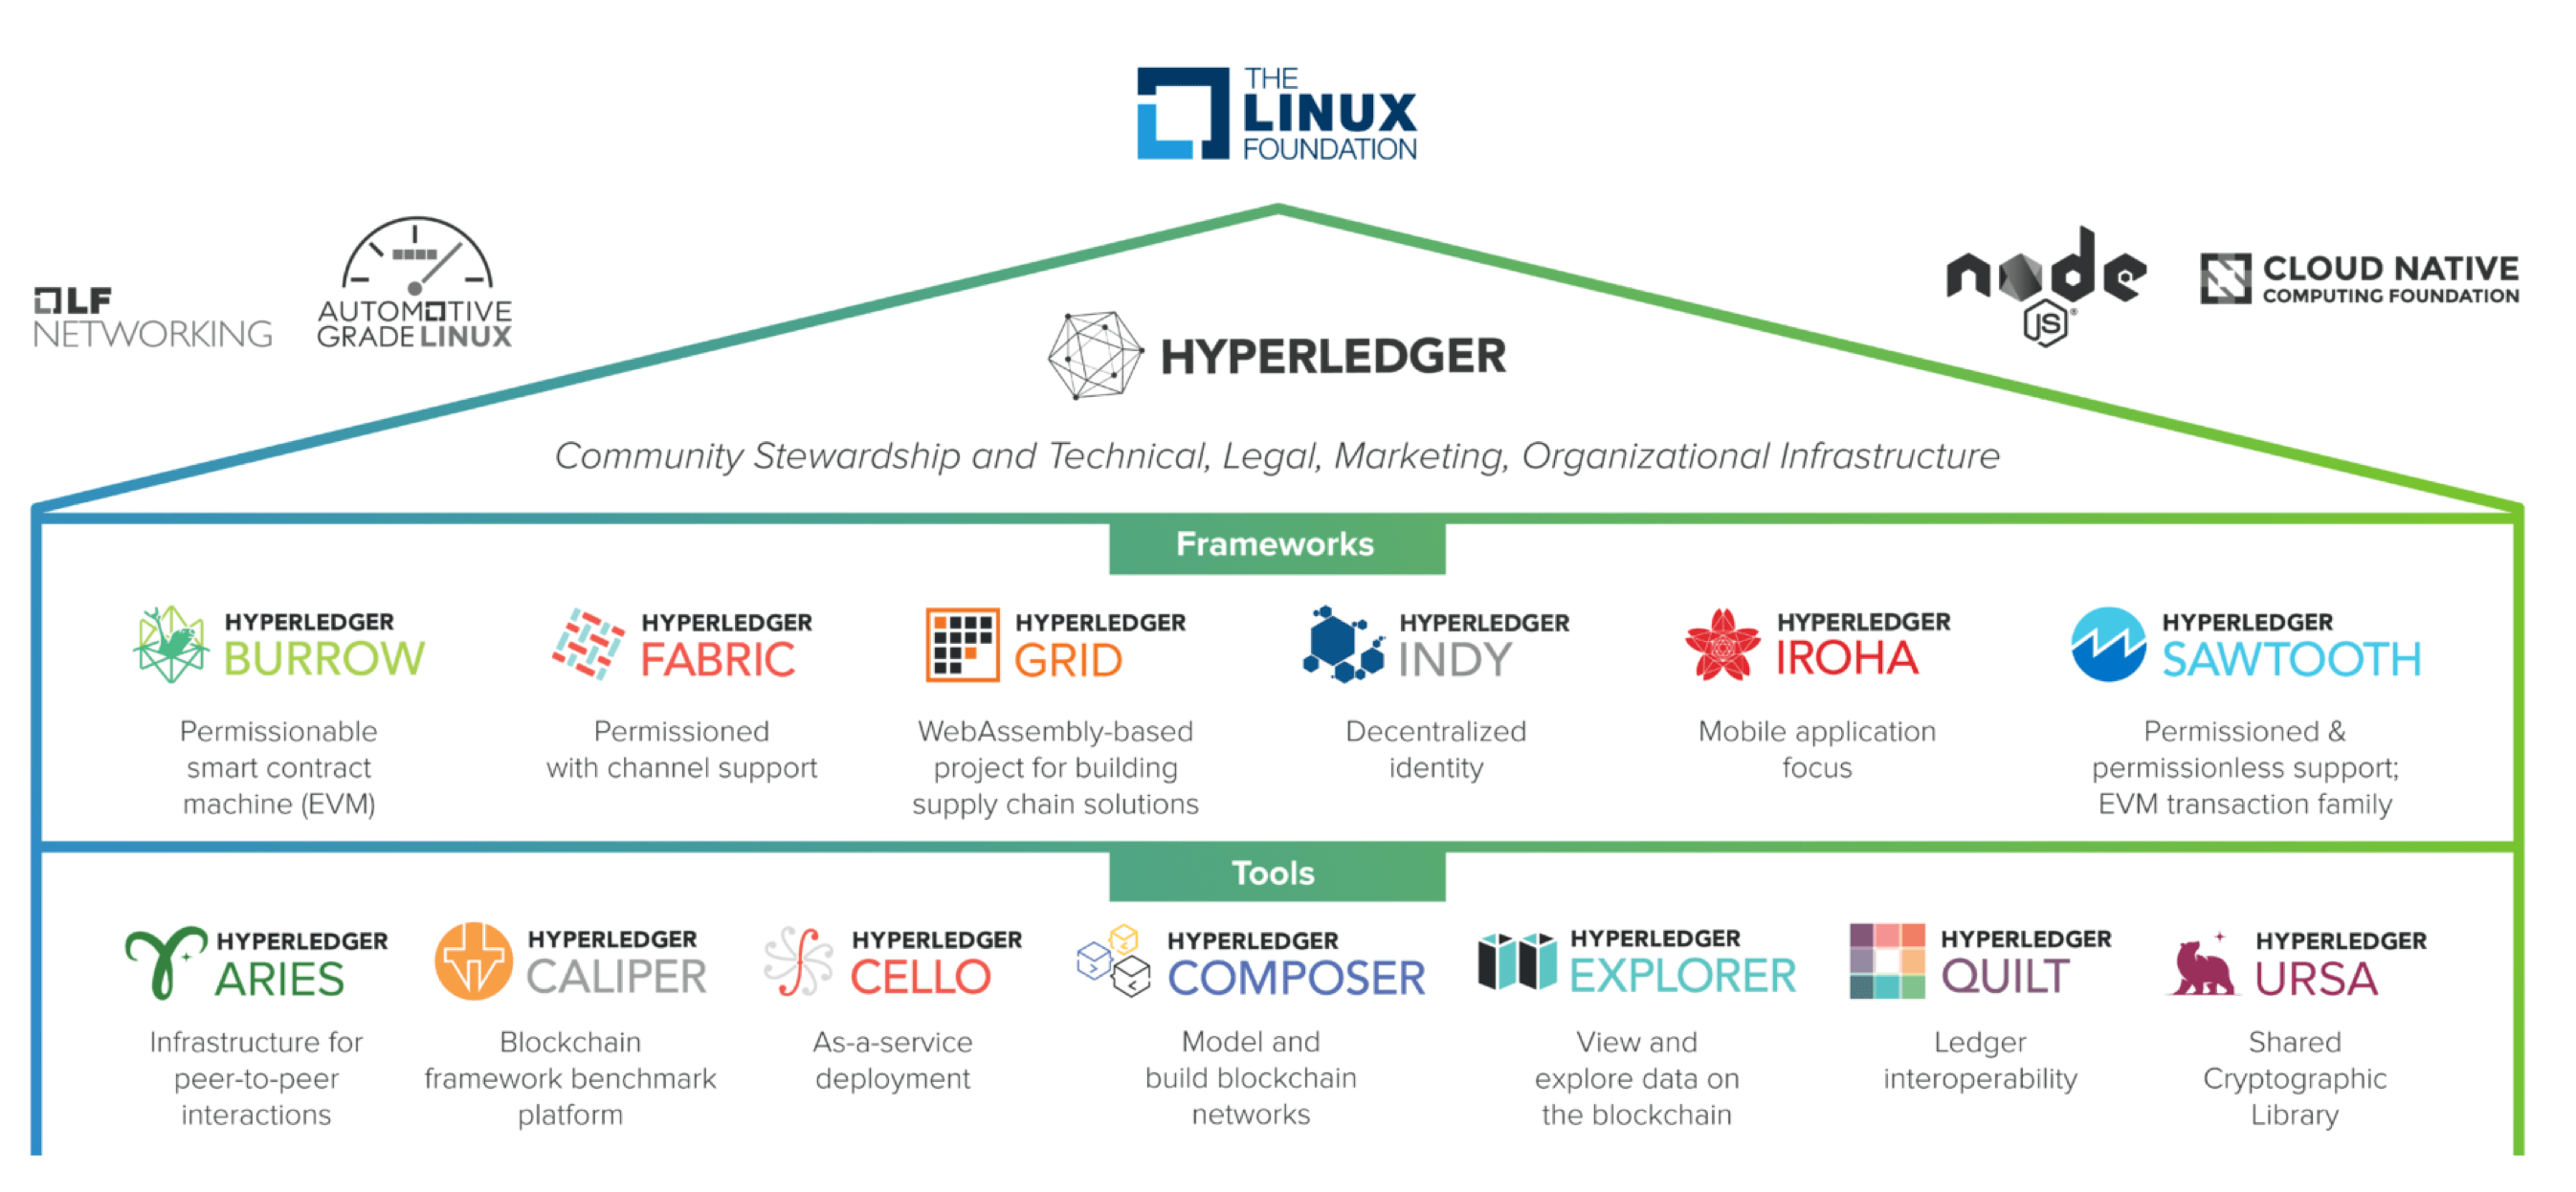 THE
LINUX
FOUNDATION
LF
NETWORKING
AUTOMOTIVE
GRADE LINUX
node
JS®
CLOUD NATIVE
COMPUTING FOUNDATION
HYPERLEDGER
Community Stewardship and Technical, Legal, Marketing, Organizational Infrastructure
Frameworks
HYPERLEDGER
BURROW
Permissionable
smart contract
machine (EVM)
HYPERLEDGER
FABRIC
Permissioned
with channel support
HYPERLEDGER
GRID
WebAssembly-based
project for building
supply chain solutions
HYPERLEDGER
INDY
Decentralized
identity
HYPERLEDGER
IROHA
Mobile application
focus
HYPERLEDGER
SAWTOOTH
Permissioned &
permissionless support;
EVM transaction family
Tools
HYPERLEDGER
ARIES
Infrastructure for
peer-to-peer
interactions
HYPERLEDGER
CALIPER
Blockchain
framework benchmark
platform
HYPERLEDGER
CELLO
As-a-service
deployment
HYPERLEDGER
COMPOSER
Model and
build blockchain
networks
HYPERLEDGER
EXPLORER
View and
explore data on
the blockchain
HYPERLEDGER
QUILT
Ledger
interoperability
HYPERLEDGER
URSA
Shared
Cryptographic
Library